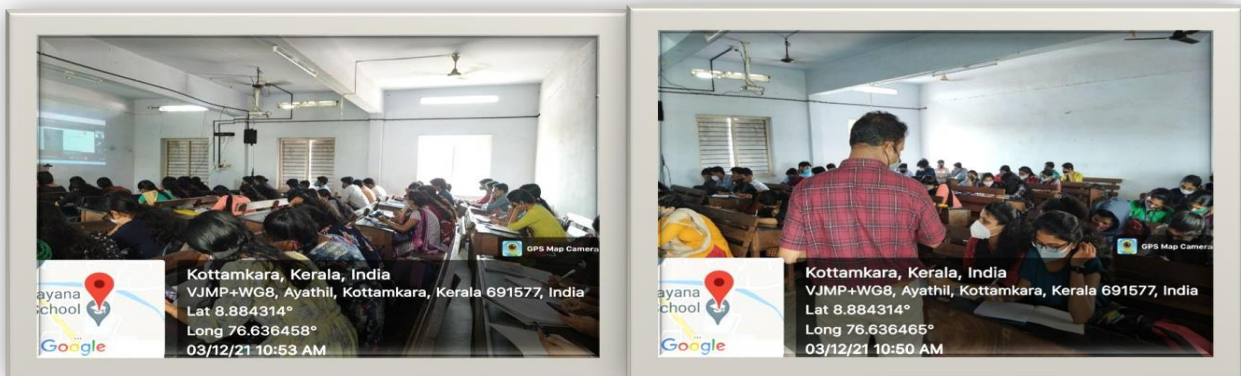 GPS Map Camera
Kottamkara, Kerala, India
VJMP+WG8, Ayathil, Kottamkara, Kerala 691577, India
Lat 8.884314°
Long 76.636458°
03/12/21 10:53 AM
ayana
School
Google
GPS Map Camera
Kottamkara, Kerala, India
VJMP+WG8, Ayathil, Kottamkara, Kerala 691577, India
Lat 8.884314°
Long 76.636465°
03/12/21 10:50 AM
ayana
School
Google